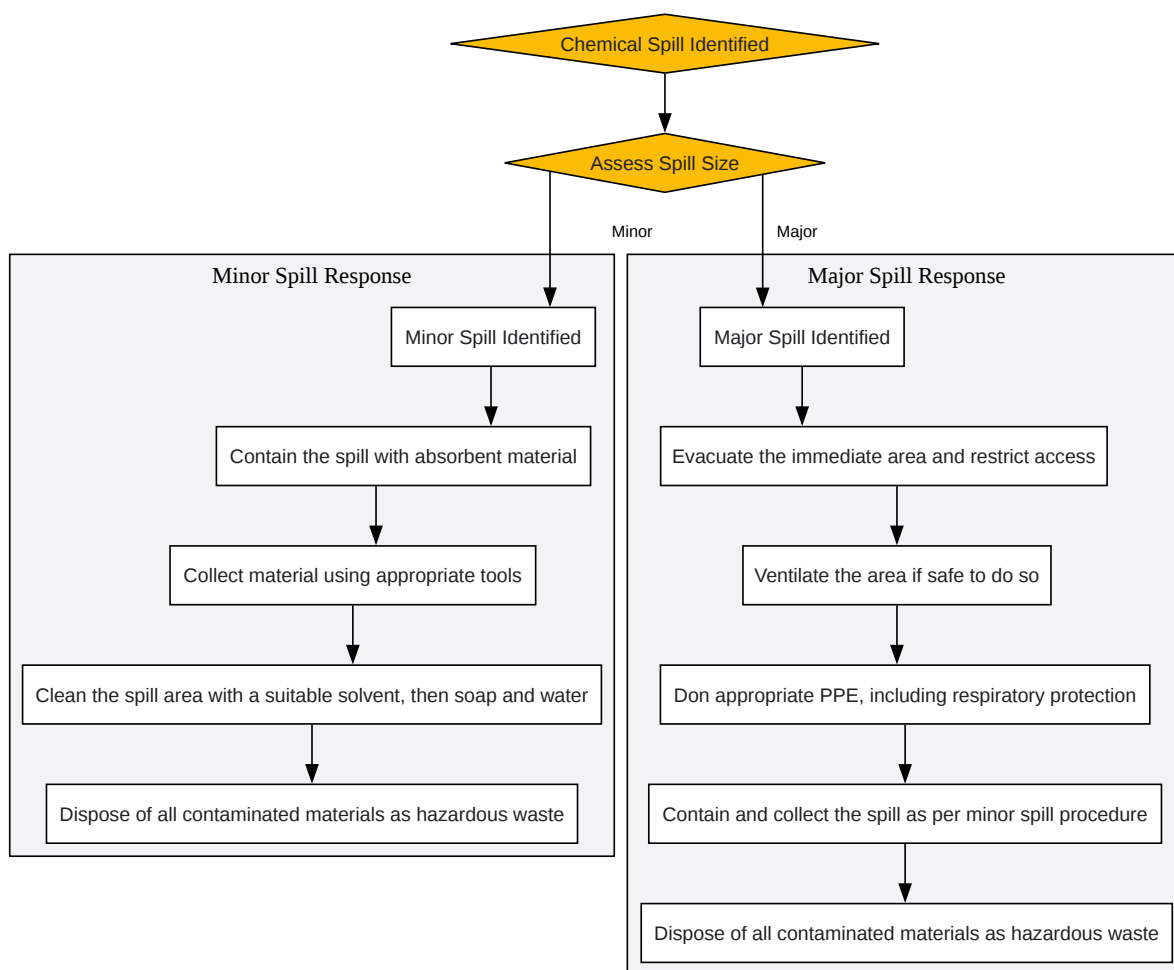 Chemical Spill Identified
Assess Spill Size
Minor
Major
Minor Spill Response
Minor Spill Identified
Contain the spill with absorbent material
Collect material using appropriate tools
Clean the spill area with a suitable solvent, then soap and water
Dispose of all contaminated materials as hazardous waste
Major Spill Response
Major Spill Identified
Evacuate the immediate area and restrict access
Ventilate the area if safe to do so
Don appropriate PPE, including respiratory protection
Contain and collect the spill as per minor spill procedure
Dispose of all contaminated materials as hazardous waste